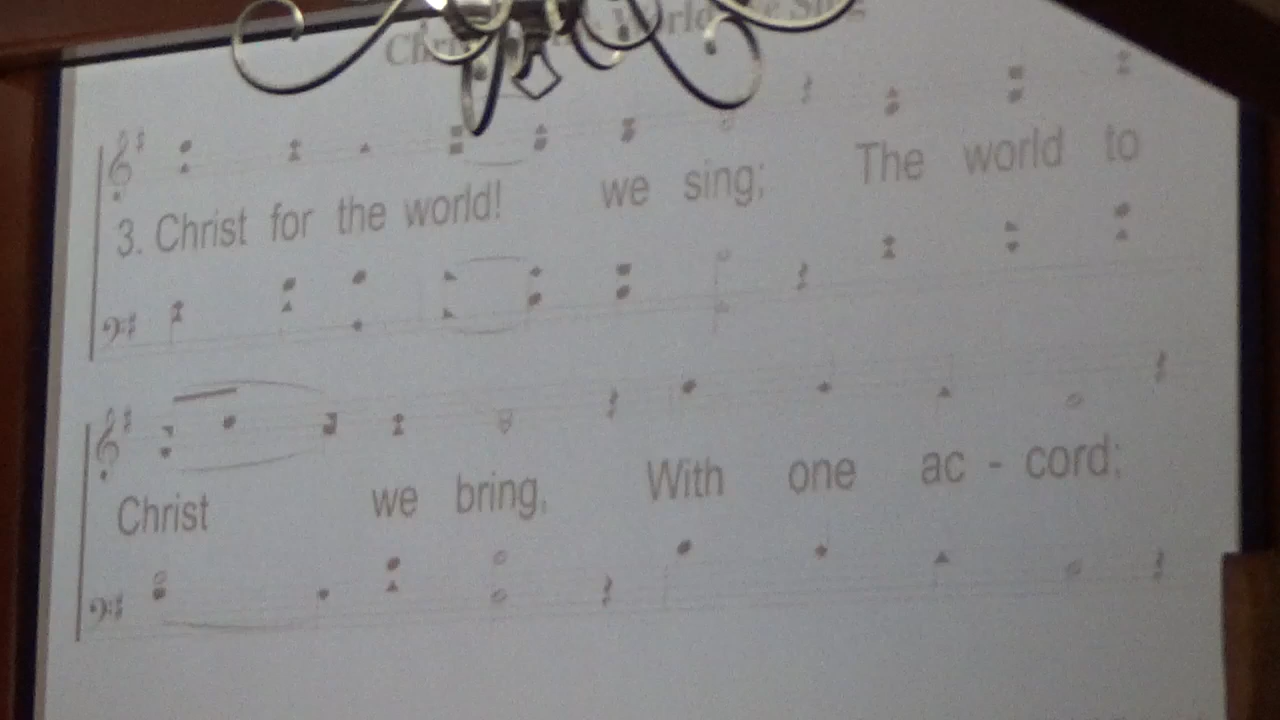 3. Christ for the world! we sing; The world to
Christ we bring, With one ac - cord;